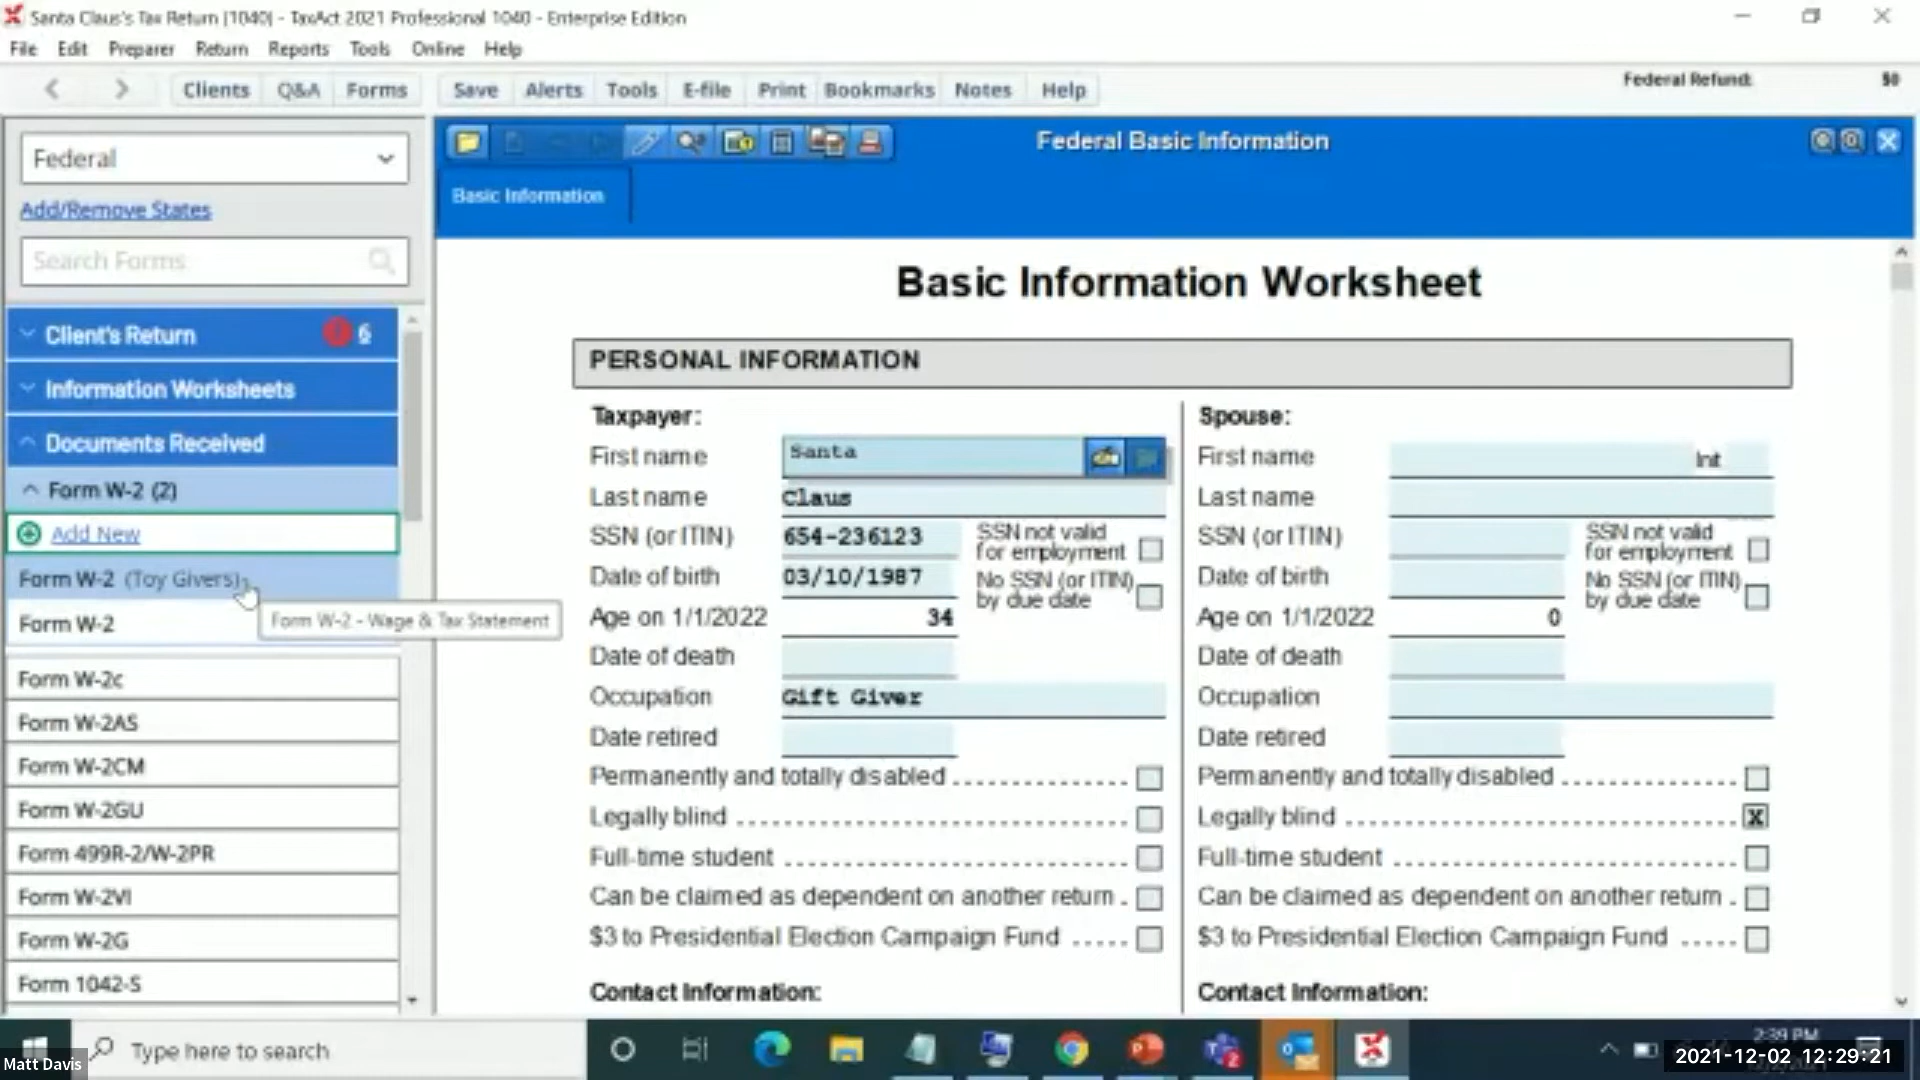 Santa Claus's Tax Return (1040) - TaxAct 2021 Professional 1040 - Enterprise Edition
File Edit Preparer Return Reports Tools Online Help
Clients Q&A Forms Save Alerts Tools E-file Print Bookmarks Notes Help
Federal Refund: $0
Federal
Add/Remove States
Search Forms
Client's Return 6
Information Worksheets
Documents Received
Form W-2 (2)
Add New
Form W-2 (Toy Givers)
Form W-2
Form W-2 - Wage & Tax Statement
Form W-2c
Form W-2AS
Form W-2CM
Form W-2GU
Form 499R-2/W-2PR
Form W-2VI
Form W-2G
Form 1042-S
Federal Basic Information
Basic Information
Basic Information Worksheet
PERSONAL INFORMATION
Taxpayer:
First name Santa
Last name Claus
SSN (or ITIN) 654-236123
SSN not valid
for employment
Date of birth 03/10/1987
No SSN (or ITIN)
by due date
Age on 1/1/2022 34
Date of death
Occupation Gift Giver
Date retired
Permanently and totally disabled
Legally blind
Full-time student
Can be claimed as dependent on another return
$3 to Presidential Election Campaign Fund
Contact Information:
Spouse:
First name Init
Last name
SSN (or ITIN)
SSN not valid
for employment
Date of birth
No SSN (or ITIN)
by due date
Age on 1/1/2022 0
Date of death
Occupation
Date retired
Permanently and totally disabled
Legally blind X
Full-time student
Can be claimed as dependent on another return
$3 to Presidential Election Campaign Fund
Contact Information:
Type here to search
Matt Davis
2:39 PM
2021-12-02 12:29:21